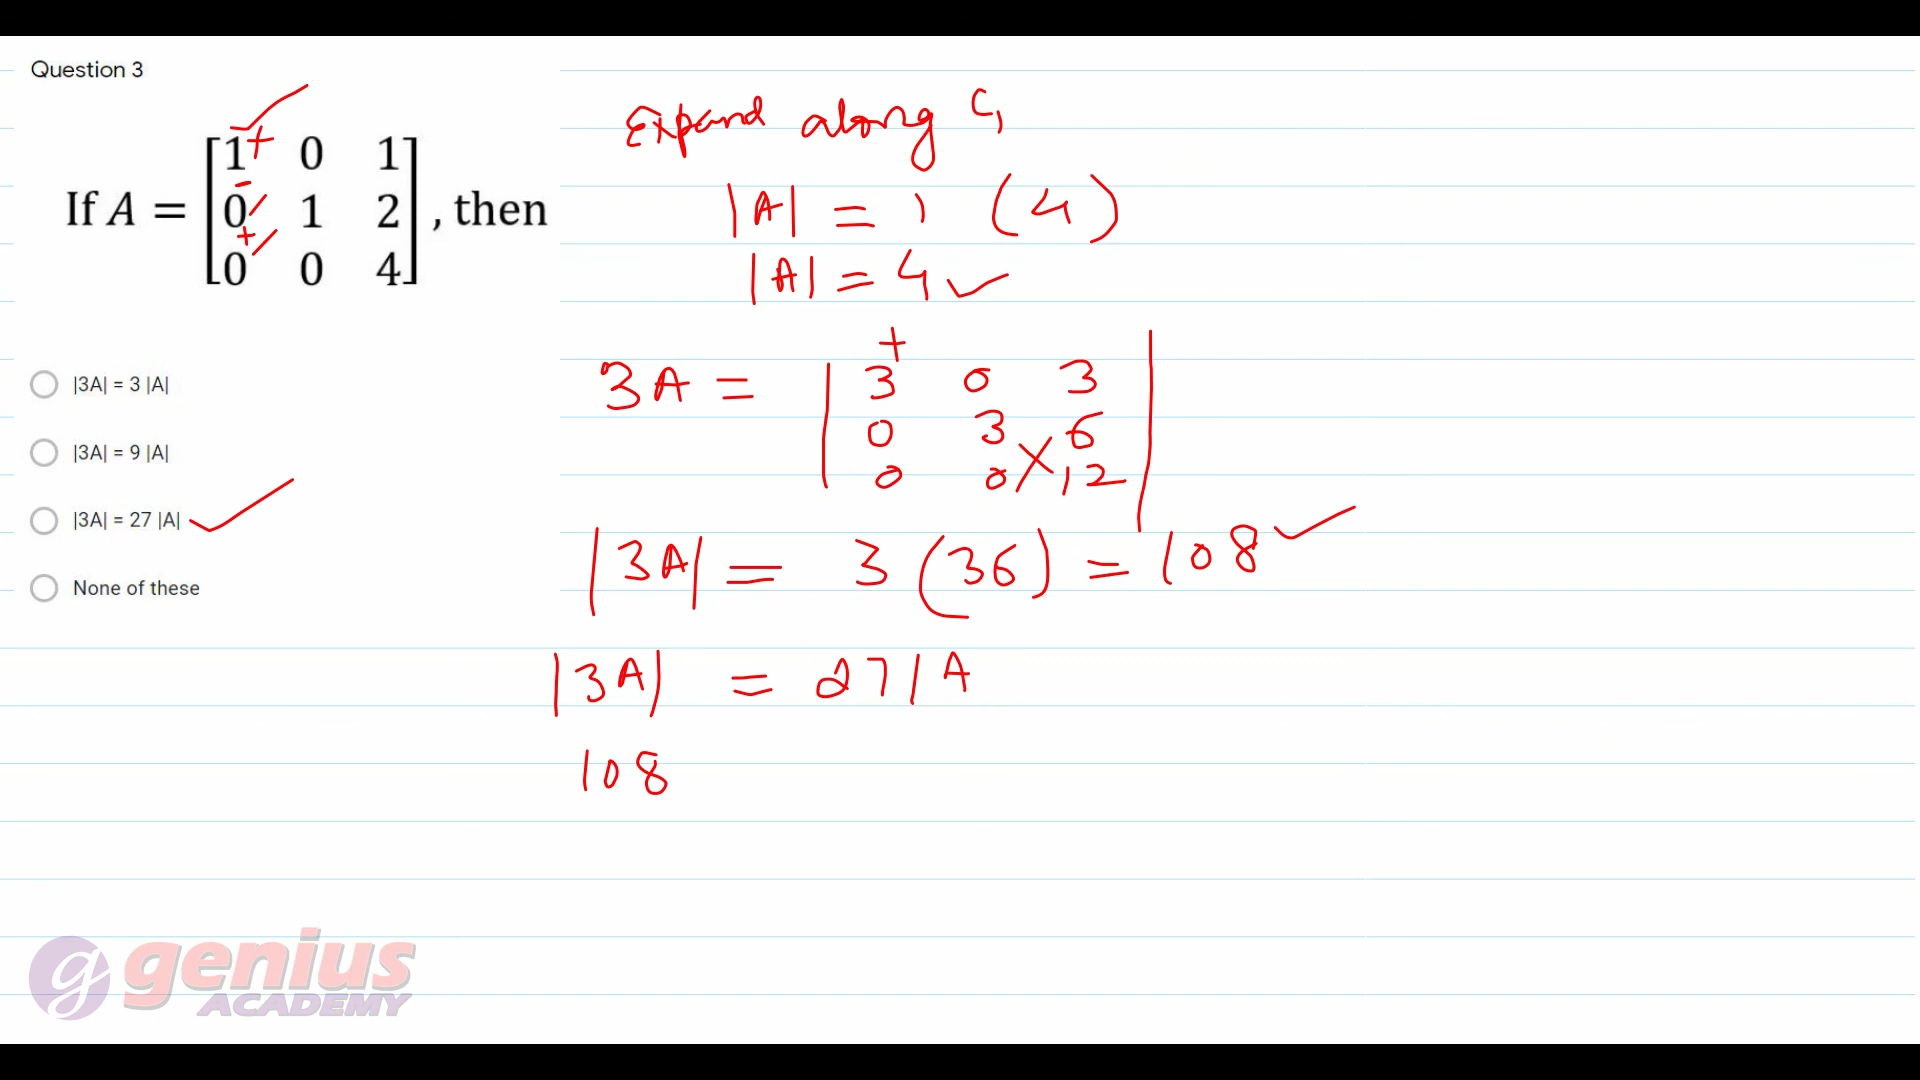 Question 3
If A = [1 0 1
0 1 2
0 0 4], then
|3A| = 3 |A|
|3A| = 9 |A|
|3A| = 27 |A|
None of these
Expand along C1
|A| = 1 (4)
|A| = 4 ✓
+
3A = | 3 0 3
0 3 6
0 0 12 |
|3A| = 3 (36) = 108 ✓
|3A| = 27 | A
108
genius
ACADEMY